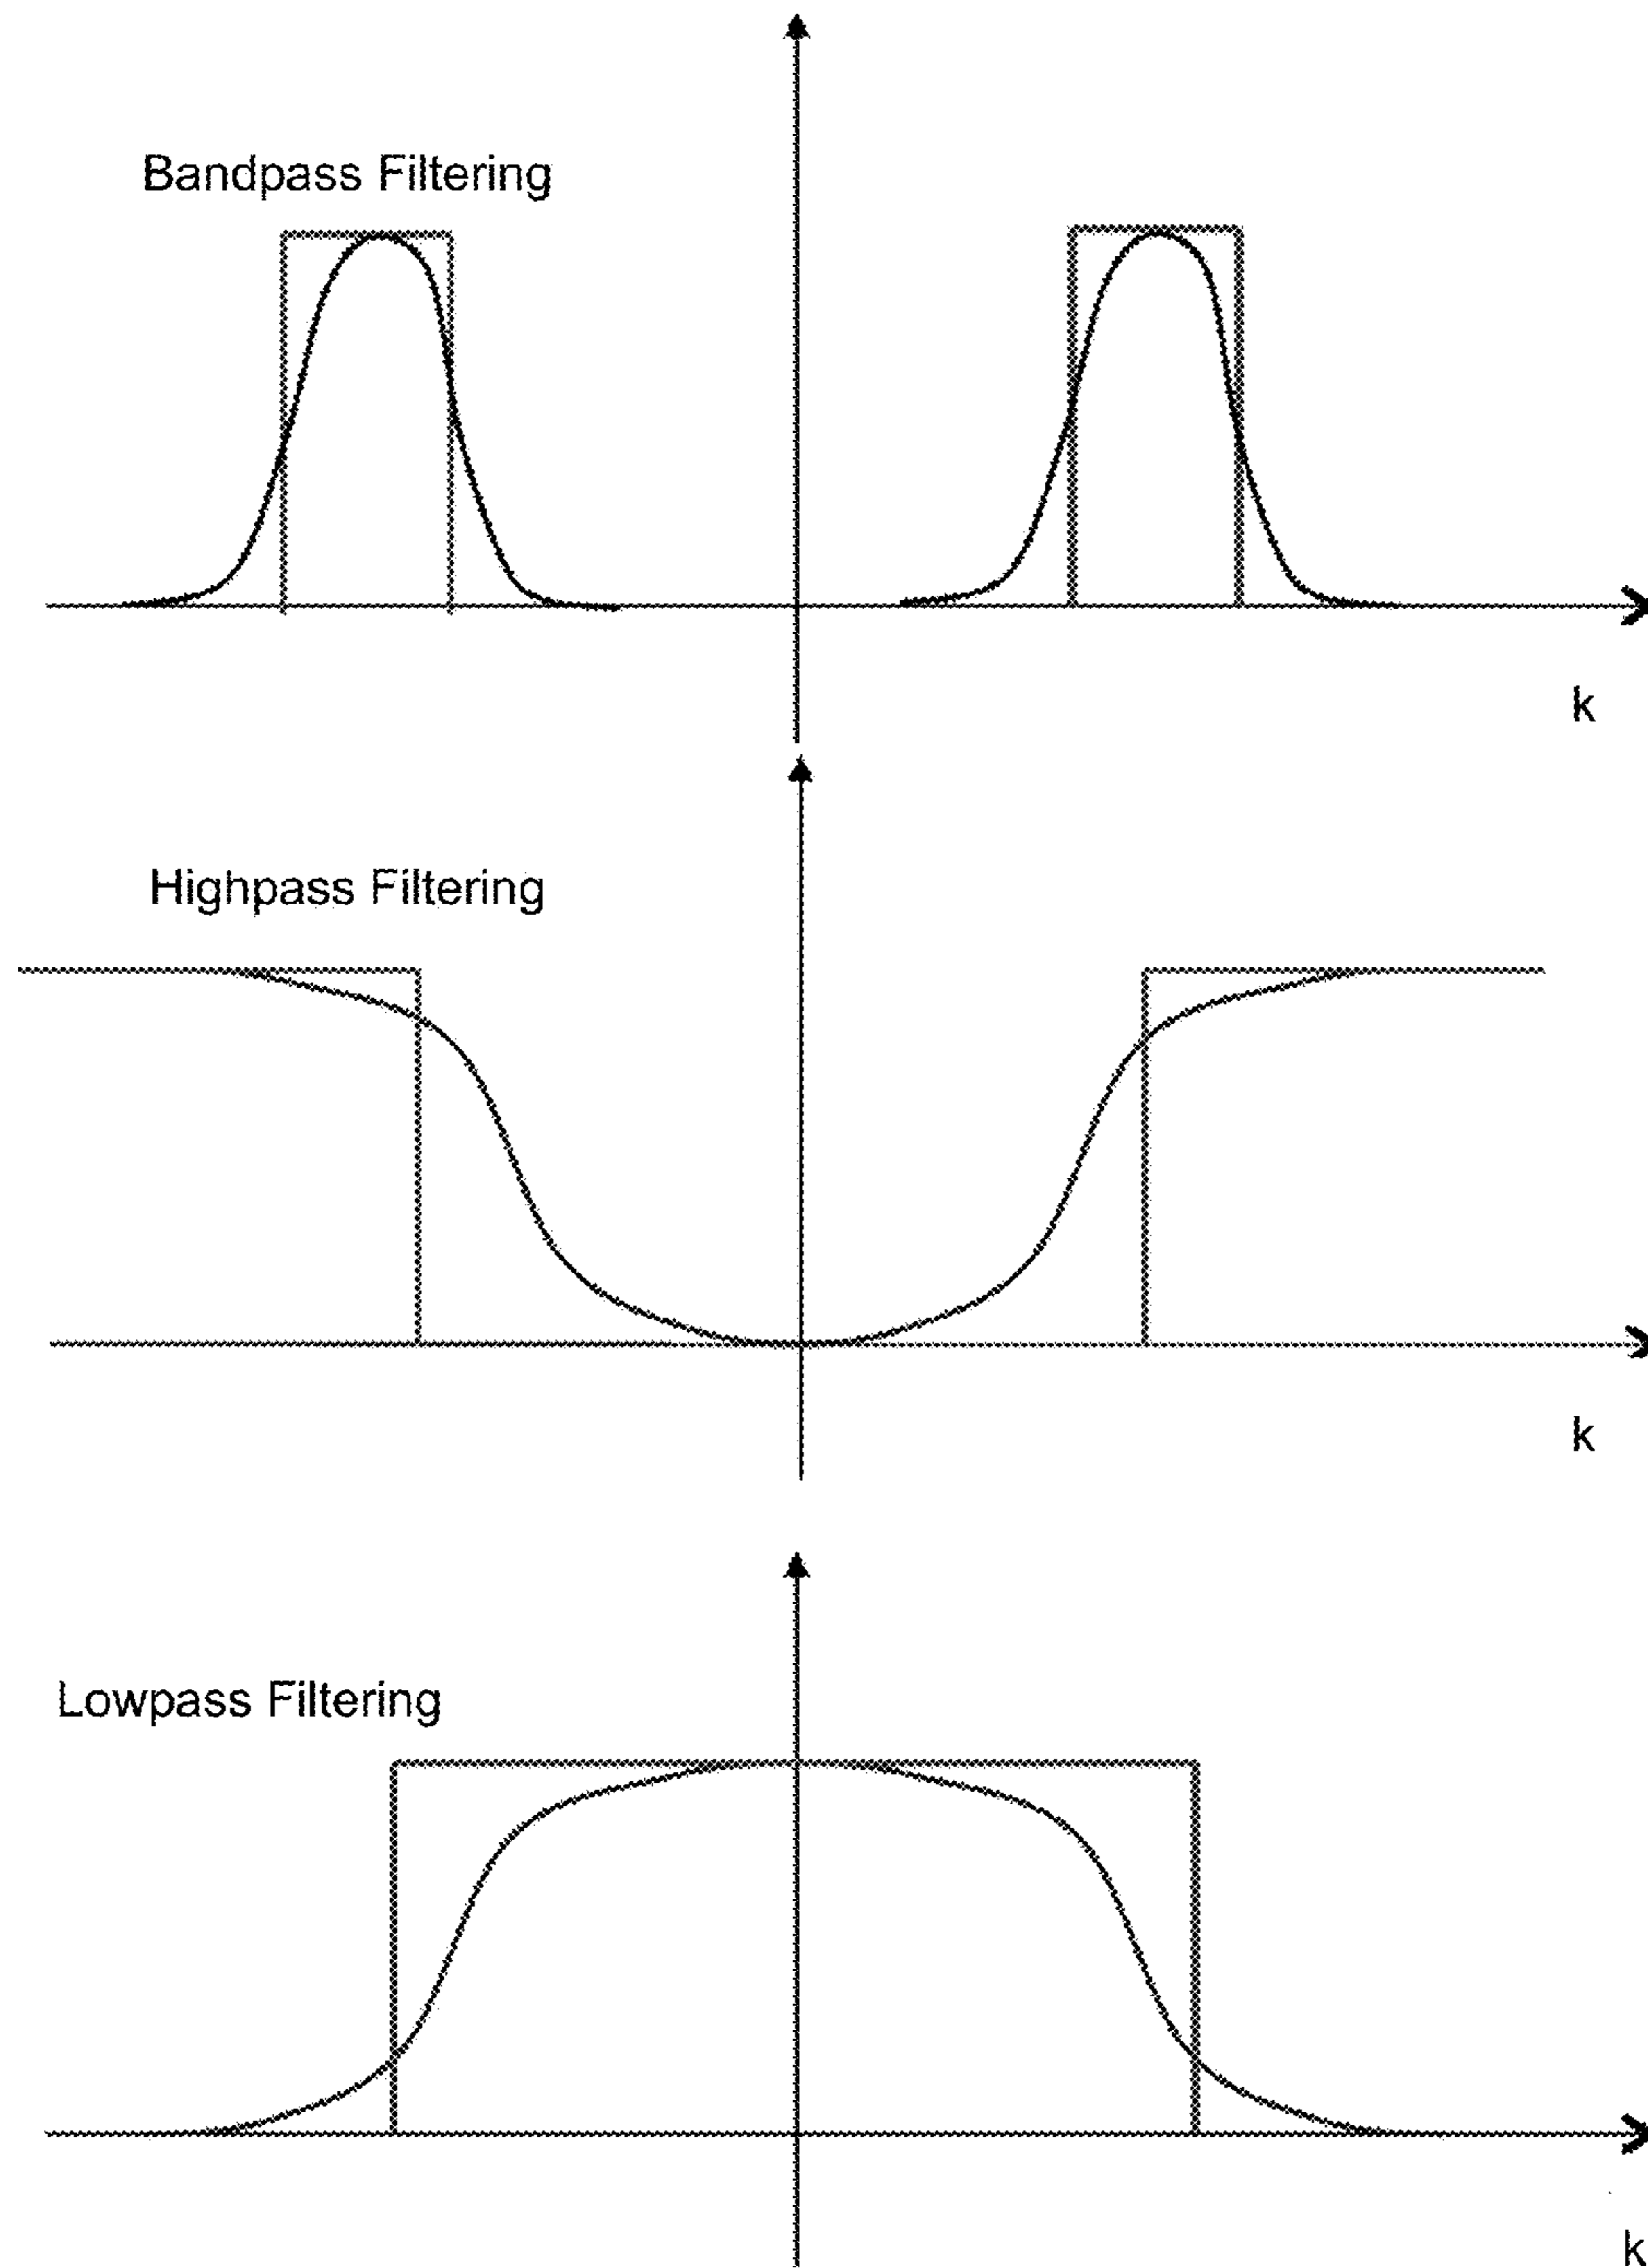 Bandpass Filtering
k
Highpass Filtering
k
Lowpass Filtering
k